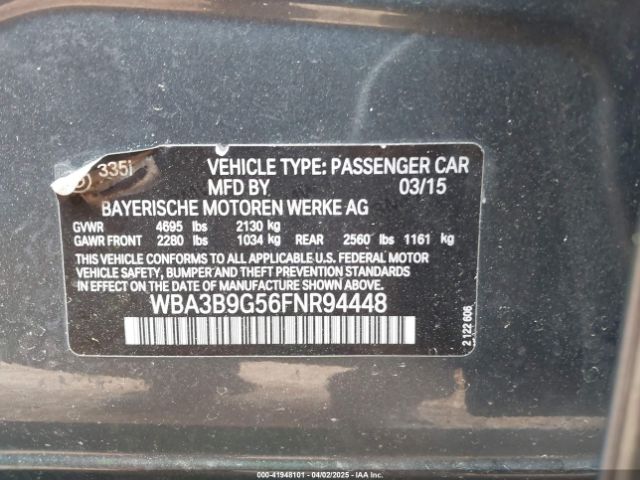 335i VEHICLE TYPE: PASSENGER CAR
MFD BY 03/15
BAYERISCHE MOTOREN WERKE AG
GVWR 4695 lbs 2130 kg
GAWR FRONT 2280 lbs 1034 kg REAR 2560 lbs 1161 kg
THIS VEHICLE CONFORMS TO ALL APPLICABLE U.S. FEDERAL MOTOR
VEHICLE SAFETY, BUMPER AND THEFT PREVENTION STANDARDS
IN EFFECT ON THE DATE OF MANUFACTURE SHOWN ABOVE.
WBA3B9G56FNR94448
2 122 606
000-41948101 - 04/02/2025 - IAAI.COM